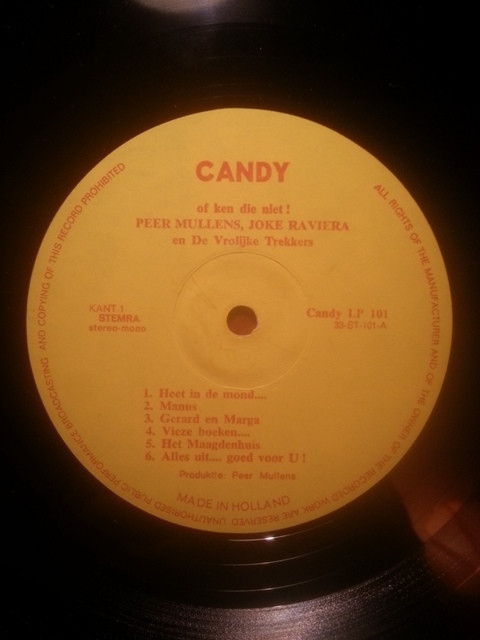 CANDY
of ken die niet!
PEER MULLENS, JOKE RAVIERA
en De Vrolijke Trekkers
KANT 1
STEMRA
stereo-mono
Candy LP 101
33-ST-101-A
1. Heet in de mond....
2. Manus
3. Gerard en Marga
4. Vieze boeken....
5. Het Maagdenhuis
6. Alles uit.... goed voor U!
Produktie: Peer Mullens
MADE IN HOLLAND
ALL RIGHTS OF THE MANUFACTURER AND OF THE OWNER OF THE RECORDED WORK ARE RESERVED UNAUTHORISED PUBLIC PERFORMANCE BROADCASTING AND COPYING OF THIS RECORD PROHIBITED